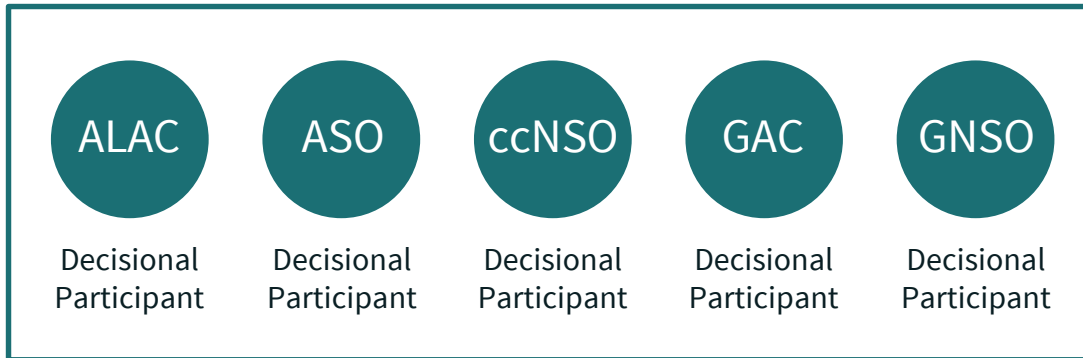 ALAC
ASO
ccNSO
GAC
GNSO
Decisional
Participant
Decisional
Participant
Decisional
Participant
Decisional
Participant
Decisional
Participant